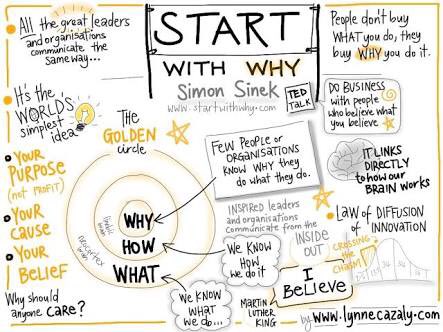 All the great leaders
and organisations
communicate the
same way...
START
WITH WHY
Simon Sinek
www.startwithwhy.com
TED
Talk
People don't buy
WHAT you do, they
buy WHY you do it.
It's the
WORLD'S
simplest
idea
The
GOLDEN
circle
DO BUSINESS
with people
who believe what
you believe
Few People or
ORGANISATIONS
KNOW WHY they
do what they do.
YOUR
PURPOSE
(not PROFIT)
YOUR
CAUSE
YOUR
BELIEF
Why should
anyone CARE?
limbic
brain
neocortex
brain
WHY
HOW
WHAT
IT LINKS
DIRECTLY
to how our
BRAIN works
INSPIRED leaders
and organisations
communicate from the
INSIDE
OUT
We KNOW
HOW
we do it
We KNOW
WHAT
we do...
LAW of DIFFUSION
of INNOVATION
CROSSING
the
CHASM
I
BELIEVE
MARTIN
LUTHER
KING
by www.lynnecazaly.com